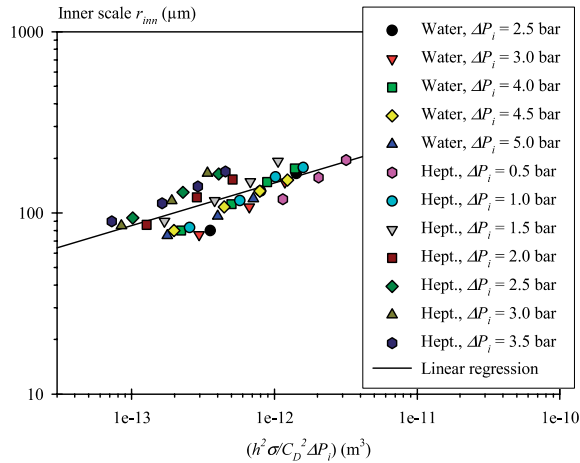 Inner scale r_inn (µm)
1000
100
10
1e-13
1e-12
1e-11
1e-10
(h²σ/C_D²ΔP_i) (m³)
Water, ΔP_i = 2.5 bar
Water, ΔP_i = 3.0 bar
Water, ΔP_i = 4.0 bar
Water, ΔP_i = 4.5 bar
Water, ΔP_i = 5.0 bar
Hept., ΔP_i = 0.5 bar
Hept., ΔP_i = 1.0 bar
Hept., ΔP_i = 1.5 bar
Hept., ΔP_i = 2.0 bar
Hept., ΔP_i = 2.5 bar
Hept., ΔP_i = 3.0 bar
Hept., ΔP_i = 3.5 bar
Linear regression